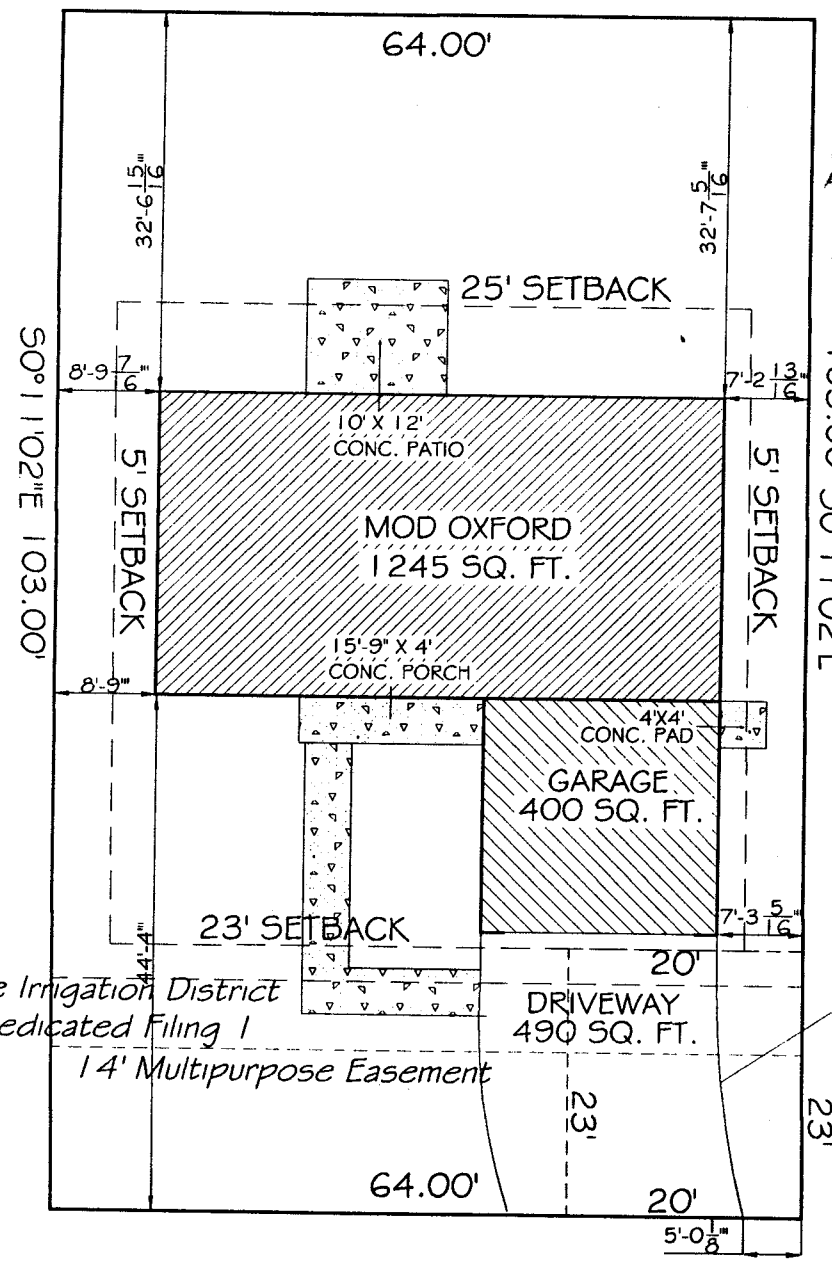 64.00'
32'-6 15/16"
32'-7 5/16"
25' SETBACK
8'-9 7/6"
7'-2 13/16"
10' X 12'
CONC. PATIO
S0°11'02"E 103.00'
5' SETBACK
5' SETBACK
MOD OXFORD
1245 SQ. FT.
15'-9" X 4'
CONC. PORCH
8'-9"
4'X4'
CONC. PAD
GARAGE
400 SQ. FT.
23' SETBACK
7'-3 5/16"
44'-4"
20'
Irrigation District
DRIVEWAY
490 SQ. FT.
Filing 1
14' Multipurpose Easement
23'
23'
64.00'
20'
5'-0 1/8"